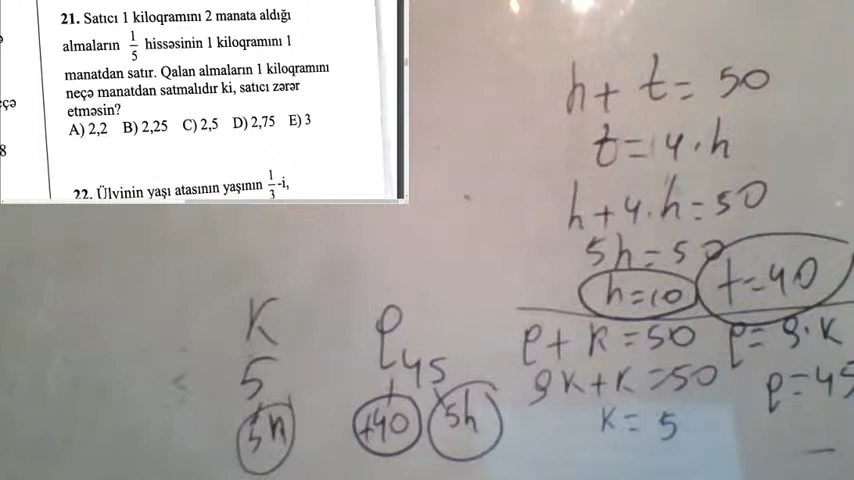 21. Satıcı 1 kiloqramını 2 manata aldığı
almaların 1/5 hissəsinin 1 kiloqramını 1
manatdan satır. Qalan almaların 1 kiloqramını
neçə manatdan satmalıdır ki, satıcı zərər
etməsin?
A) 2,2 B) 2,25 C) 2,5 D) 2,75 E) 3
22. Ülvinin yaşı atasının yaşının 1/3-i,
eçə
8
h + t = 50
t = 4 · h
h + 4 · h = 50
5h = 50
h = 10 t = 40
e + k = 50 e = 9 · k
9k + k = 50 e = 45
k = 5
K e
5 45
5h t40 5h